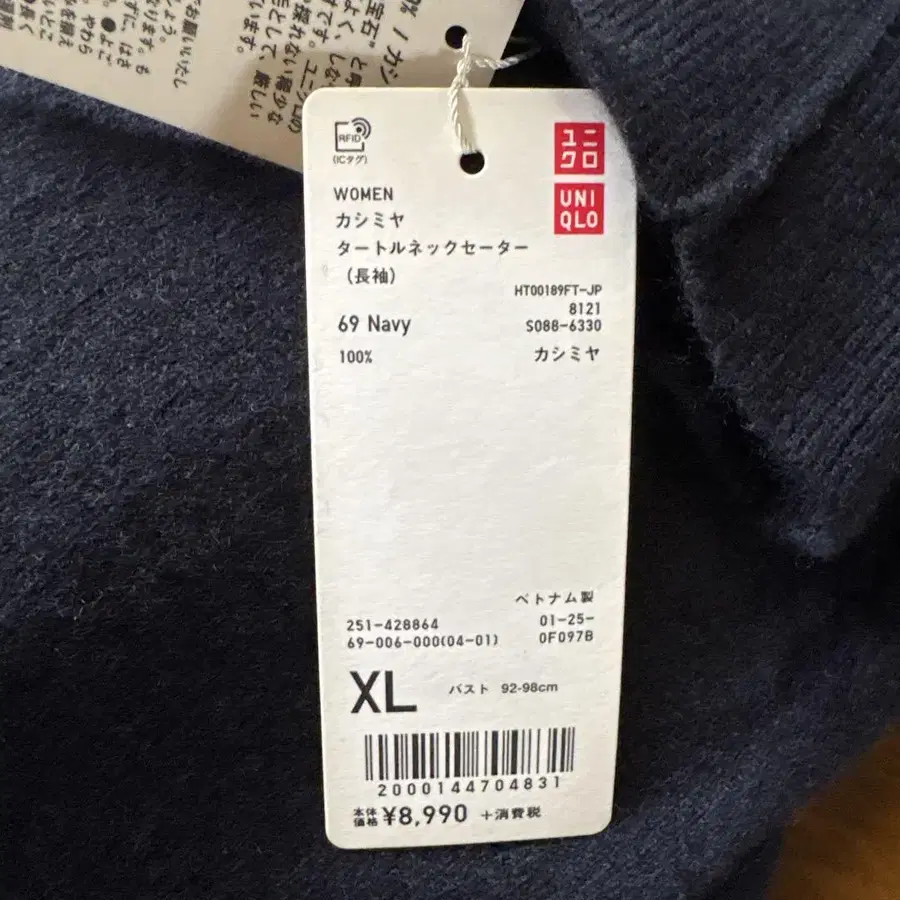 RFID
(ICタグ)
ユニクロ
UNI
QLO
WOMEN
カシミヤ
タートルネックセーター
(長袖)
HT00189FT-JP
8121
69 Navy
S088-6330
100%
カシミヤ
ベトナム製
251-428864
01-25-
69-006-000(04-01)
0F097B
XL バスト 92-98cm
2000144704831
本体価格 ¥8,990 +消費税